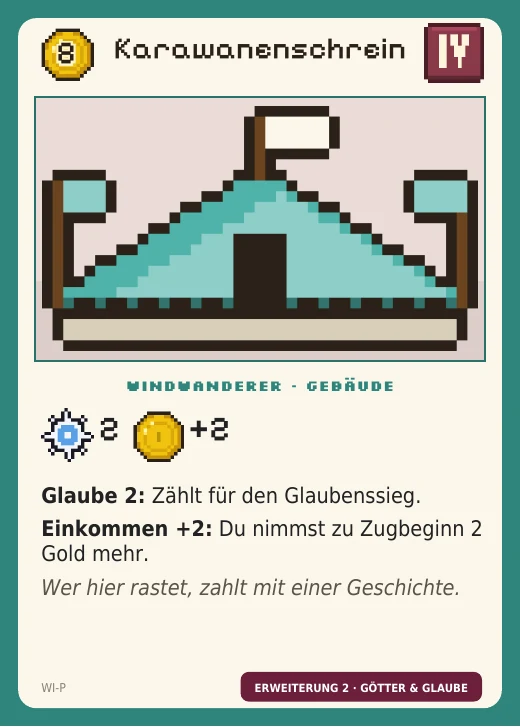 8 Karawanenschrein IV
WINDWANDERER - GEBÄUDE
2 +2
Glaube 2: Zählt für den Glaubenssieg.
Einkommen +2: Du nimmst zu Zugbeginn 2
Gold mehr.
Wer hier rastet, zahlt mit einer Geschichte.
WI-P ERWEITERUNG 2 · GÖTTER & GLAUBE